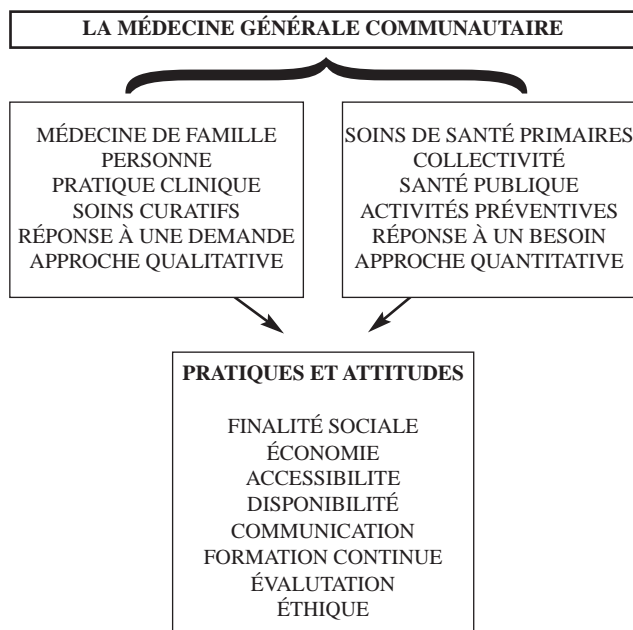 LA MÉDECINE GÉNÉRALE COMMUNAUTAIRE
MÉDECINE DE FAMILLE
PERSONNE
PRATIQUE CLINIQUE
SOINS CURATIFS
RÉPONSE À UNE DEMANDE
APPROCHE QUALITATIVE
SOINS DE SANTÉ PRIMAIRES
COLLECTIVITÉ
SANTÉ PUBLIQUE
ACTIVITÉS PRÉVENTIVES
RÉPONSE À UN BESOIN
APPROCHE QUANTITATIVE
PRATIQUES ET ATTITUDES
FINALITÉ SOCIALE
ÉCONOMIE
ACCESSIBILITE
DISPONIBILITÉ
COMMUNICATION
FORMATION CONTINUE
ÉVALUTATION
ÉTHIQUE